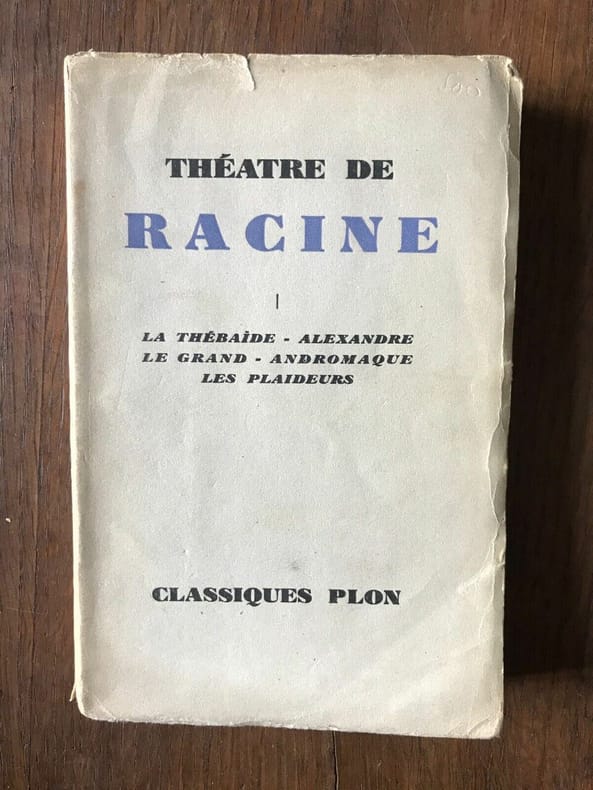 THÉATRE DE
RACINE
I
LA THÉBAÏDE - ALEXANDRE
LE GRAND - ANDROMAQUE
LES PLAIDEURS
CLASSIQUES PLON